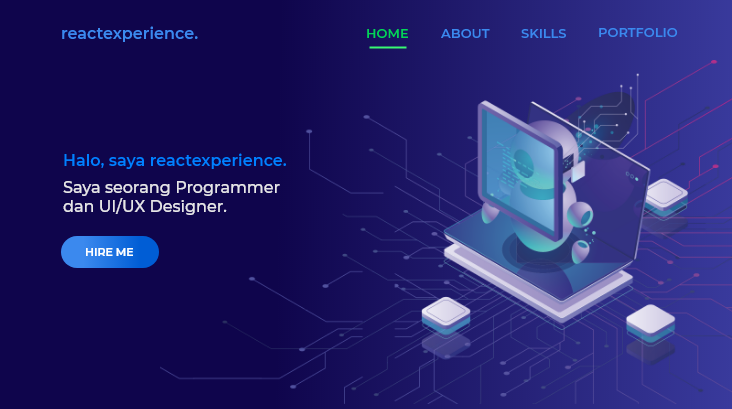 reactexperience.
HOME
ABOUT
SKILLS
PORTFOLIO
Halo, saya reactexperience.
Saya seorang Programmer
dan UI/UX Designer.
HIRE ME